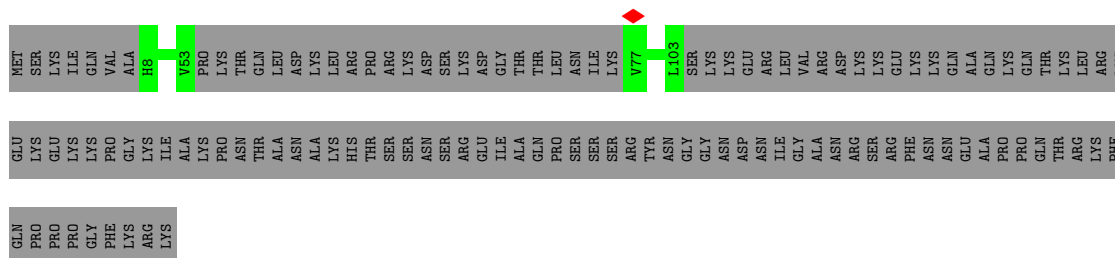 MET SER LYS ILE GLN VAL ALA H8 V53 PRO LYS THR GLN LEU ASP LYS LEU ARG PRO ARG LYS ASP SER LYS ASP GLY THR THR LEU ASN ILE LYS V77 L103 SER LYS LYS GLU ARG LEU VAL ARG ASP LYS LYS GLU LYS LYS GLN ALA GLN LYS GLN THR LYS LEU ARG
GLU LYS GLU LYS LYS PRO GLY LYS ILE ALA LYS PRO ASN THR ALA ASN ALA LYS HIS THR SER SER ASN SER ARG GLU ILE ALA GLN PRO SER SER SER ARG TYR ASN GLY GLY ASN ASP ASN ILE GLY ALA ASN ARG SER ARG PHE ASN ASN GLU ALA PRO PRO GLN THR ARG LYS PHE
GLN PRO PRO PRO GLY PHE LYS ARG LYS